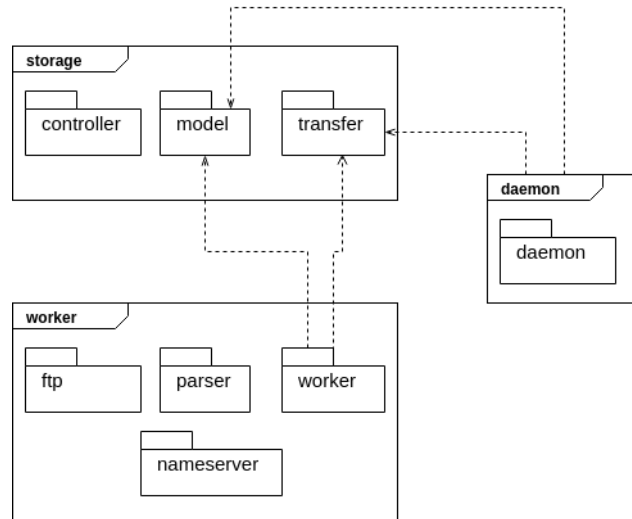 storage
controller
model
transfer
daemon
daemon
worker
ftp
parser
worker
nameserver